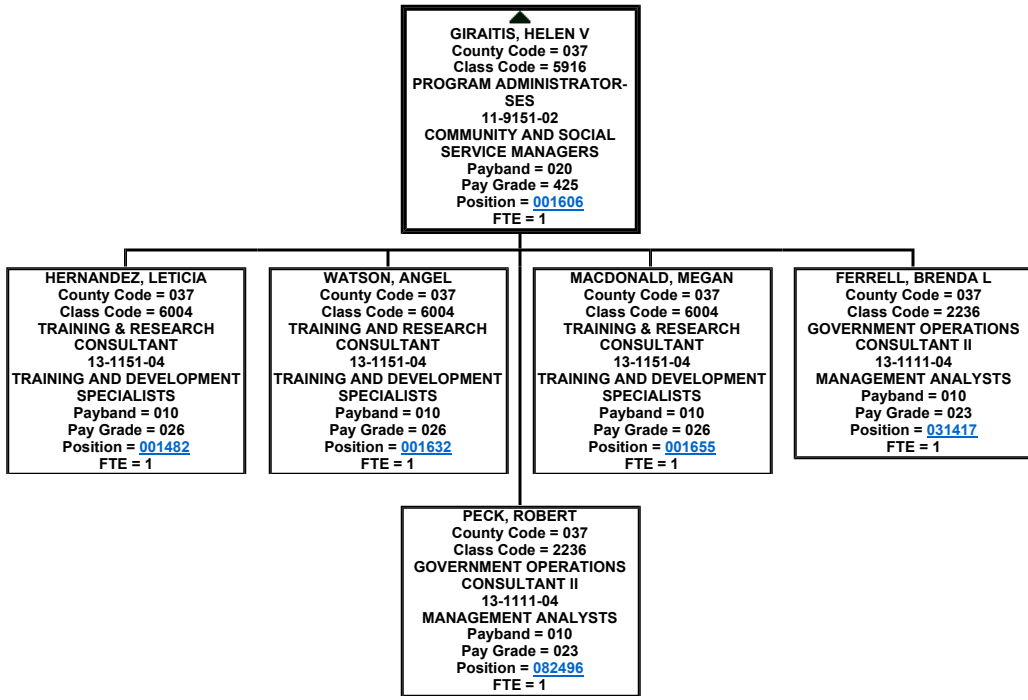 GIRAITIS, HELEN V
County Code = 037
Class Code = 5916
PROGRAM ADMINISTRATOR-
SES
11-9151-02
COMMUNITY AND SOCIAL
SERVICE MANAGERS
Payband = 020
Pay Grade = 425
Position = 001606
FTE = 1
HERNANDEZ, LETICIA
County Code = 037
Class Code = 6004
TRAINING & RESEARCH
CONSULTANT
13-1151-04
TRAINING AND DEVELOPMENT
SPECIALISTS
Payband = 010
Pay Grade = 026
Position = 001482
FTE = 1
WATSON, ANGEL
County Code = 037
Class Code = 6004
TRAINING AND RESEARCH
CONSULTANT
13-1151-04
TRAINING AND DEVELOPMENT
SPECIALISTS
Payband = 010
Pay Grade = 026
Position = 001632
FTE = 1
MACDONALD, MEGAN
County Code = 037
Class Code = 6004
TRAINING & RESEARCH
CONSULTANT
13-1151-04
TRAINING AND DEVELOPMENT
SPECIALISTS
Payband = 010
Pay Grade = 026
Position = 001655
FTE = 1
FERRELL, BRENDA L
County Code = 037
Class Code = 2236
GOVERNMENT OPERATIONS
CONSULTANT II
13-1111-04
MANAGEMENT ANALYSTS
Payband = 010
Pay Grade = 023
Position = 031417
FTE = 1
PECK, ROBERT
County Code = 037
Class Code = 2236
GOVERNMENT OPERATIONS
CONSULTANT II
13-1111-04
MANAGEMENT ANALYSTS
Payband = 010
Pay Grade = 023
Position = 082496
FTE = 1